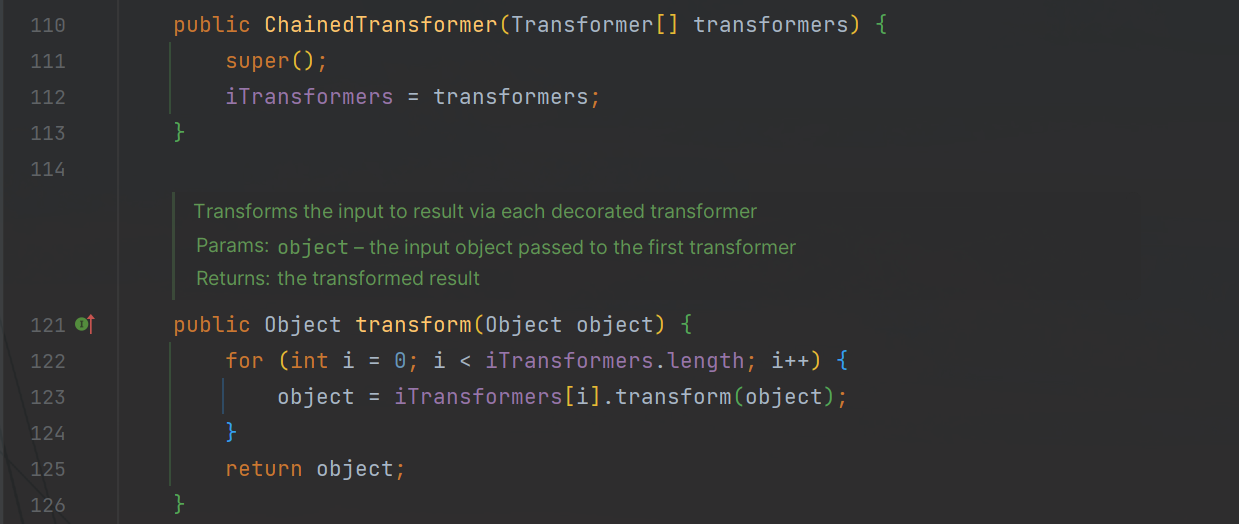 110 public ChainedTransformer(Transformer[] transformers) {
111 super();
112 iTransformers = transformers;
113 }
114
Transforms the input to result via each decorated transformer
Params: object – the input object passed to the first transformer
Returns: the transformed result
121 public Object transform(Object object) {
122 for (int i = 0; i < iTransformers.length; i++) {
123 object = iTransformers[i].transform(object);
124 }
125 return object;
126 }